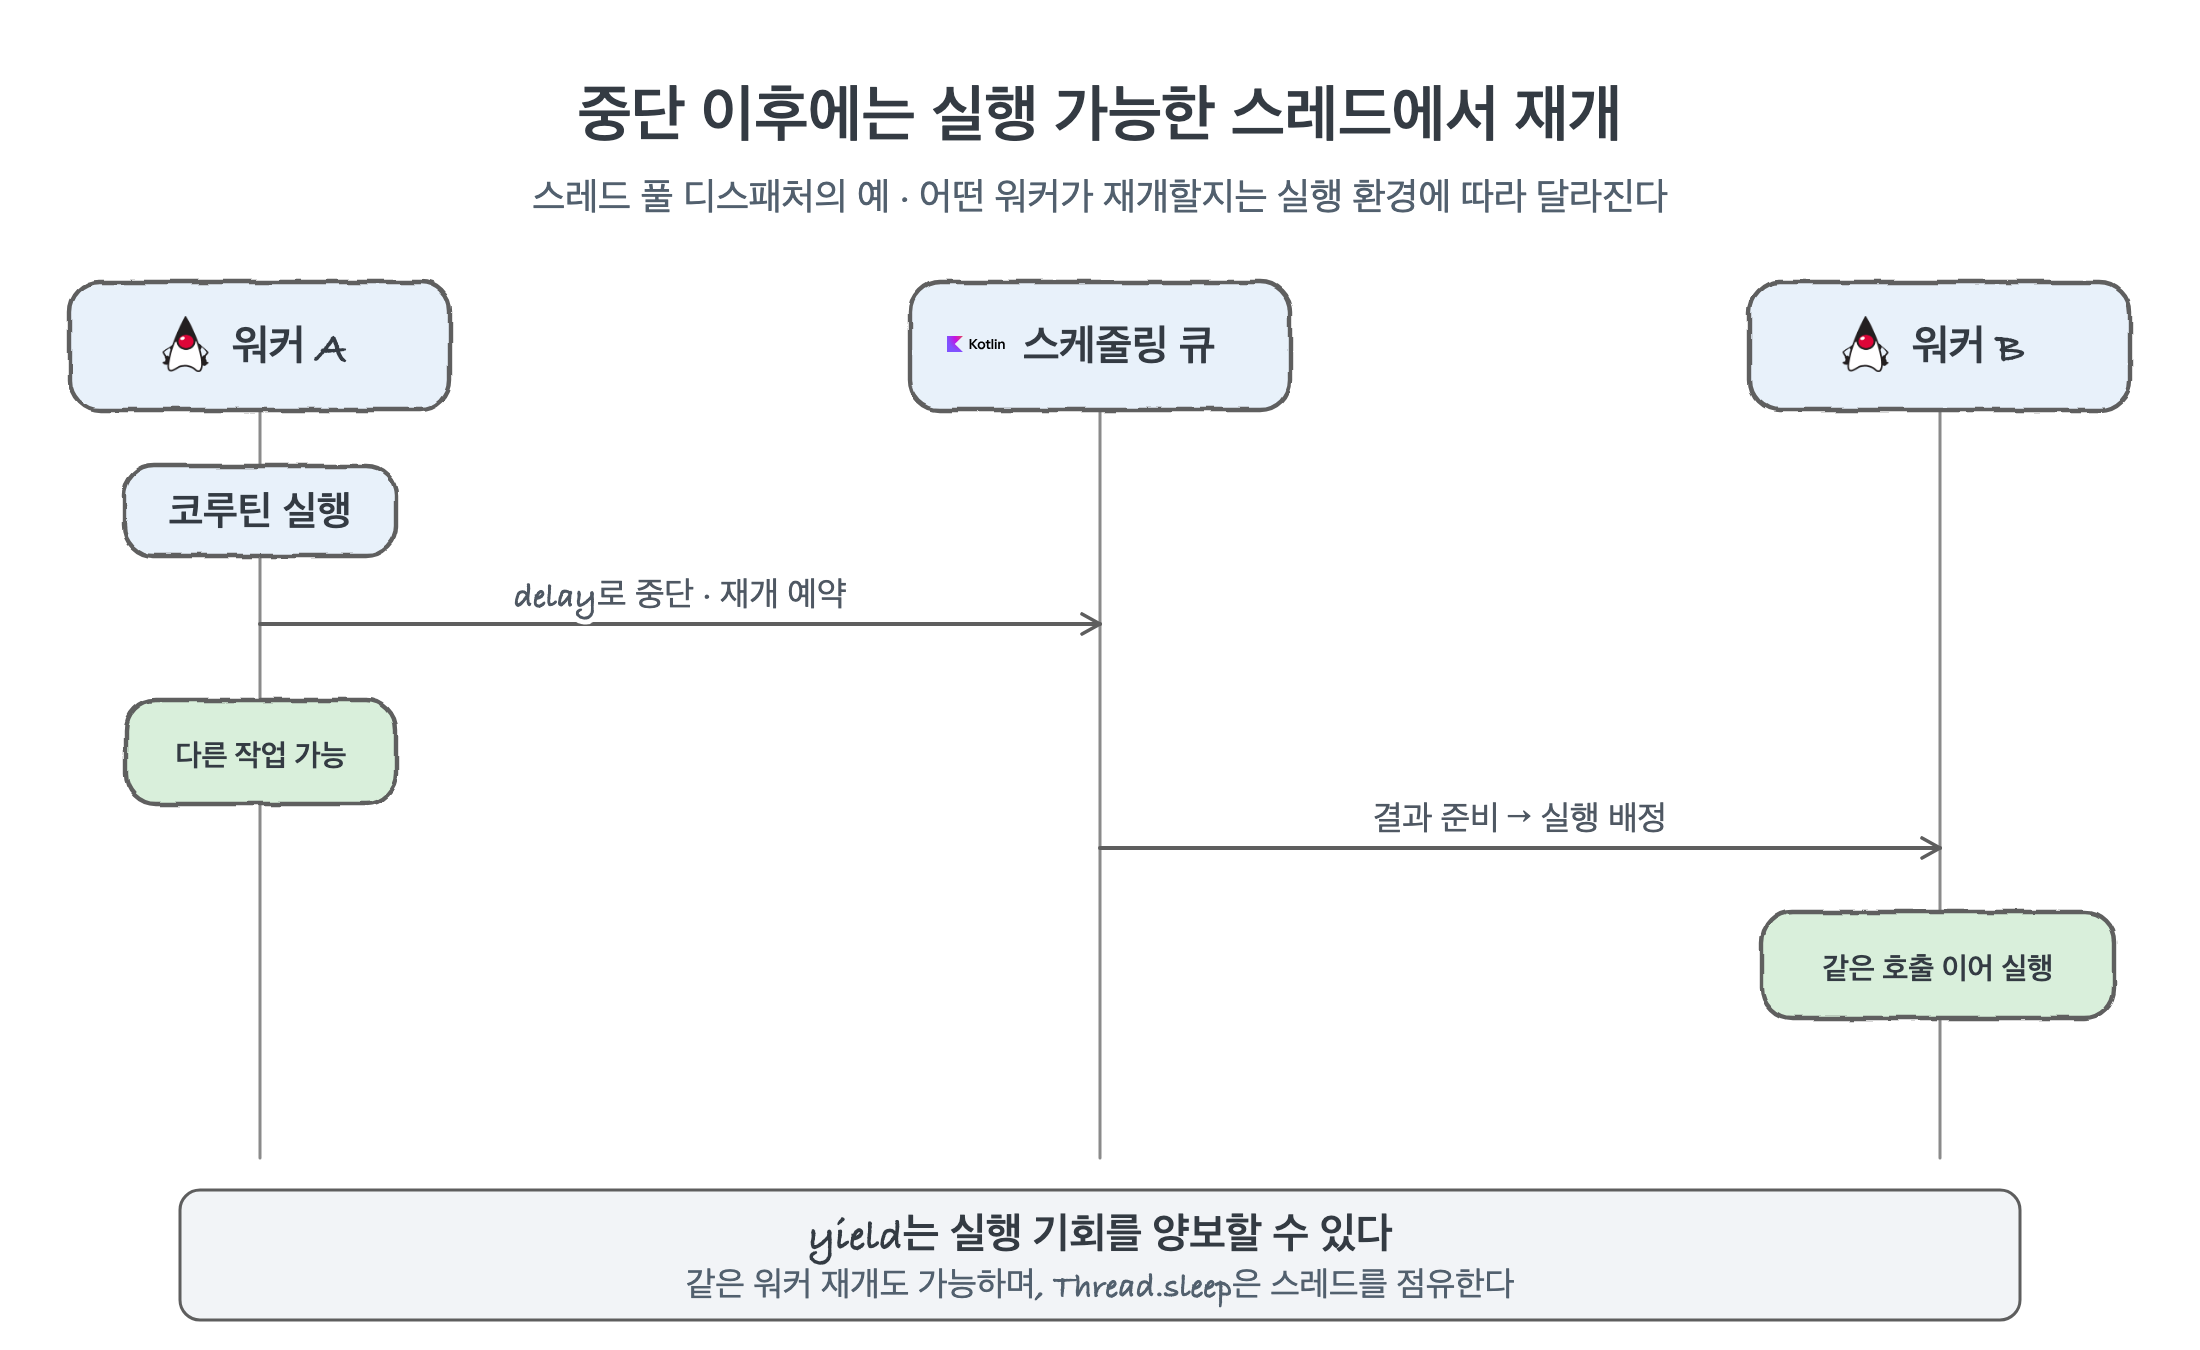 중단 이후에는 실행 가능한 스레드에서 재개
스레드 풀 디스패처의 예 · 어떤 워커가 재개할지는 실행 환경에 따라 달라진다
워커 A
Kotlin 스케줄링 큐
워커 B
코루틴 실행
delay로 중단 · 재개 예약
다른 작업 가능
결과 준비 → 실행 배정
같은 호출 이어 실행
yield는 실행 기회를 양보할 수 있다
같은 워커 재개도 가능하며, Thread.sleep은 스레드를 점유한다